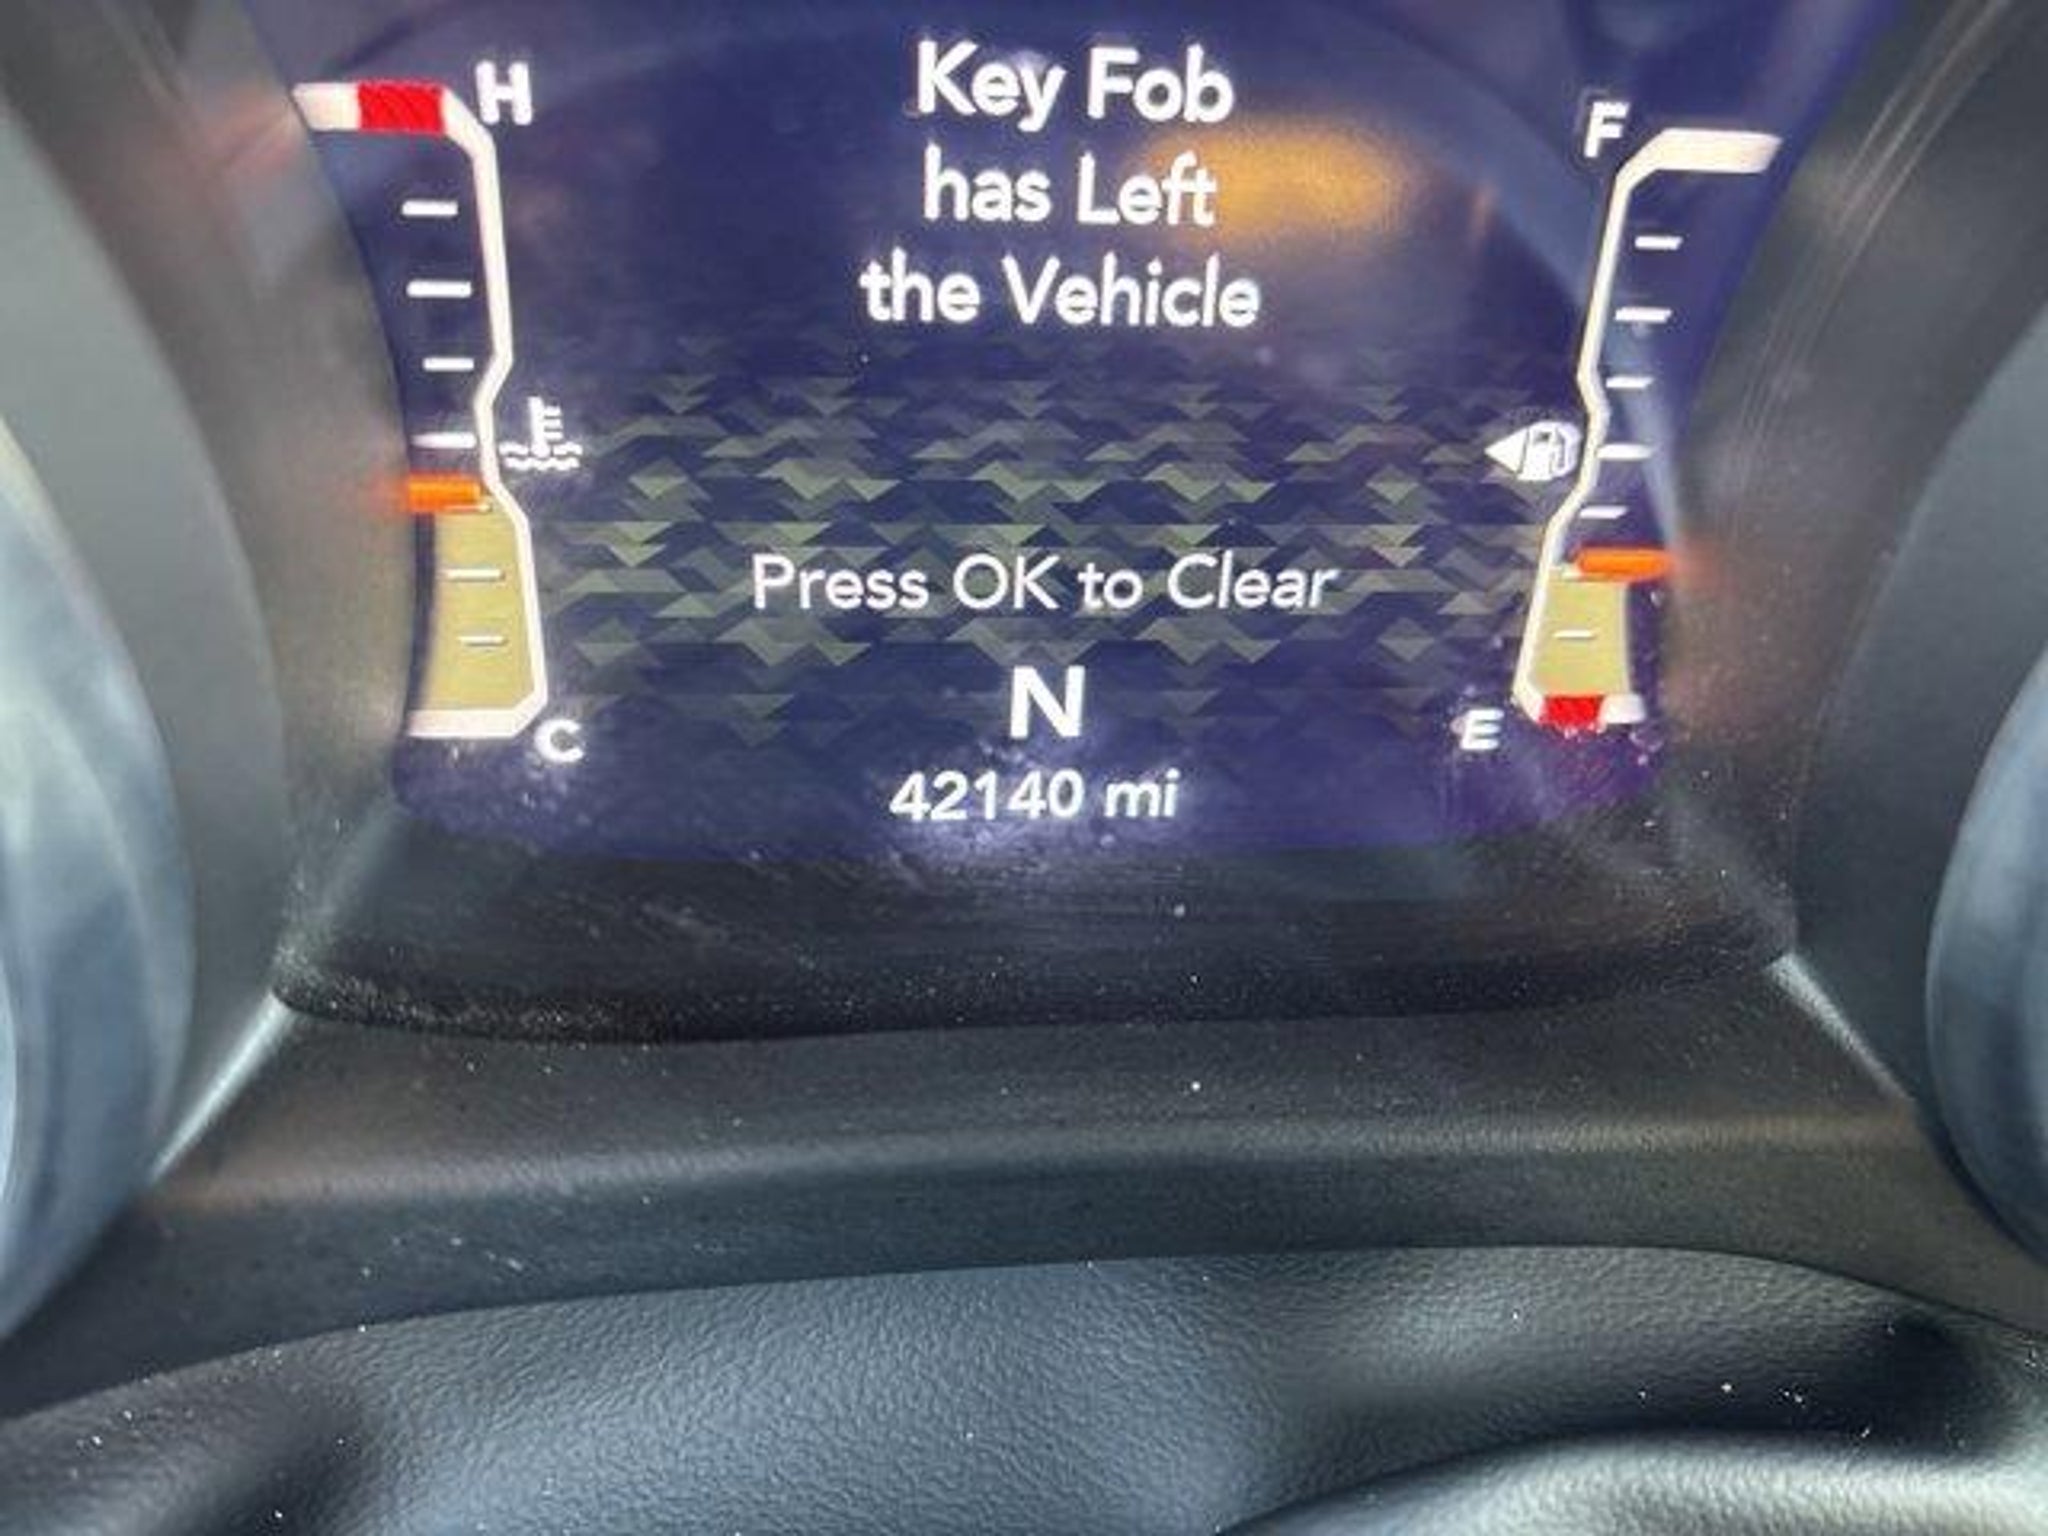 H
Key Fob
F
has Left
the Vehicle
Press OK to Clear
N
C
E
42140 mi